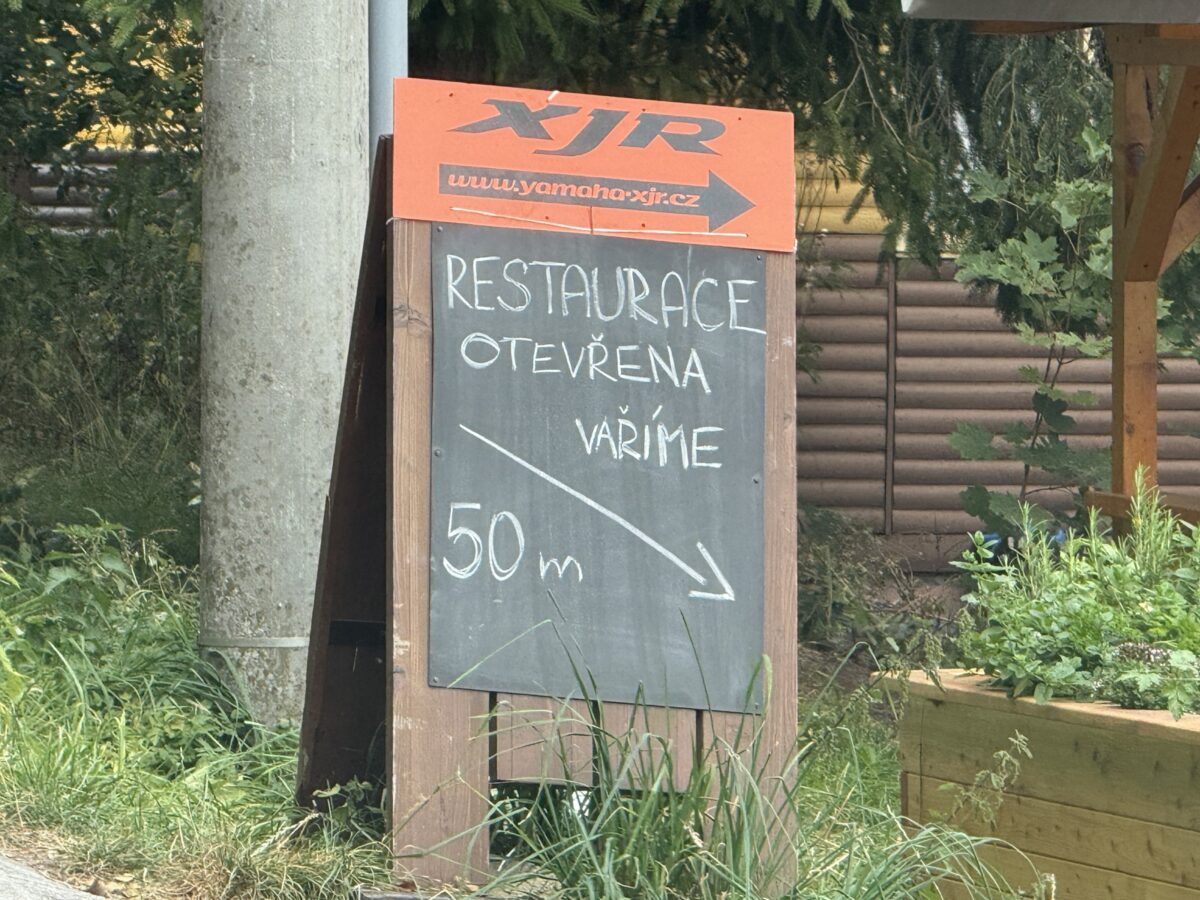 XJR
www.yamaha-xjr.cz
RESTAURACE
OTEVŘENA
VAŘÍME
50 m